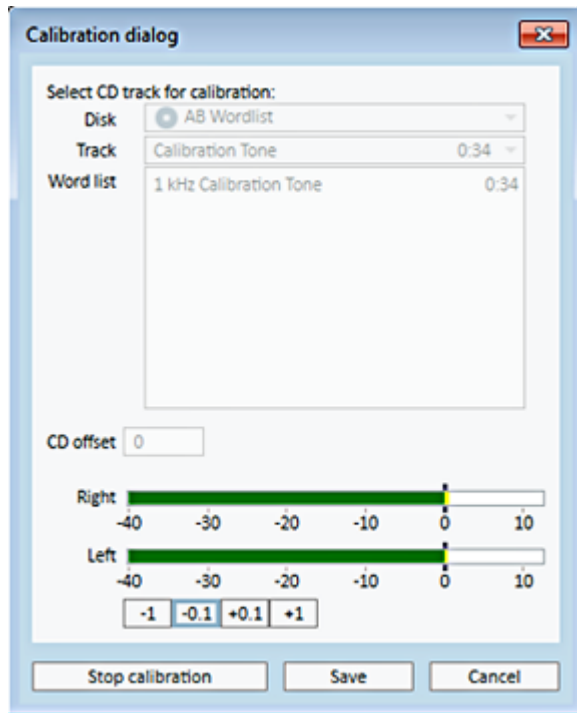 Calibration dialog
Select CD track for calibration:
Disk AB Wordlist
Track Calibration Tone 0:34
Word list 1 kHz Calibration Tone 0:34
CD offset 0
Right
-40 -30 -20 -10 0 10
Left
-40 -30 -20 -10 0 10
-1 -0.1 +0.1 +1
Stop calibration Save Cancel